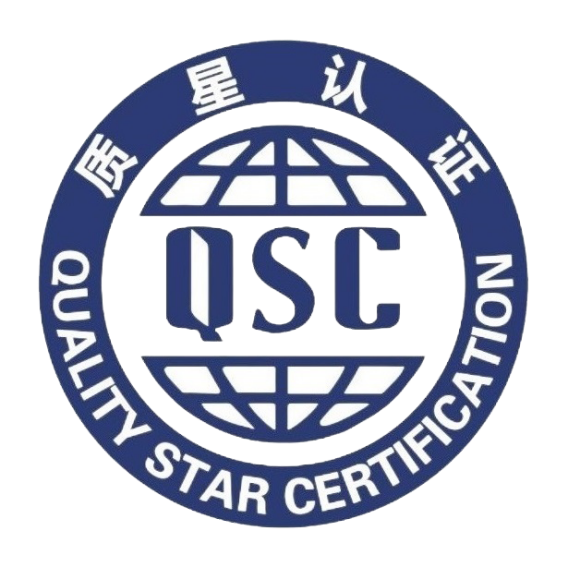 质星认证
QSC
QUALITY STAR CERTIFICATION